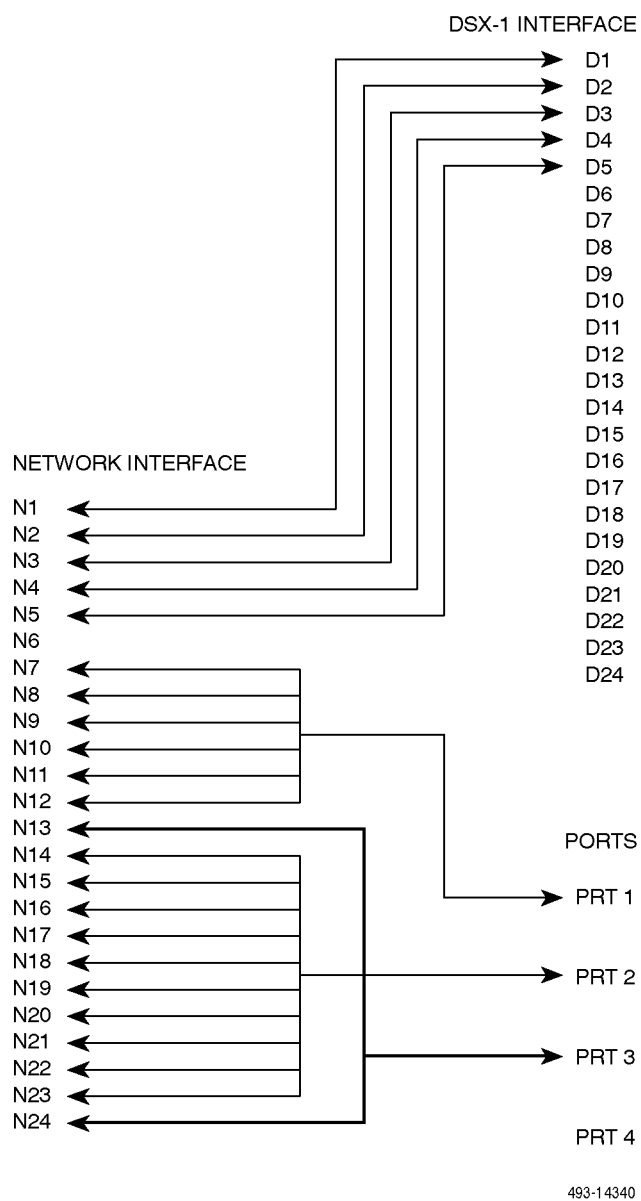 DSX-1 INTERFACE
D1
D2
D3
D4
D5
D6
D7
D8
D9
D10
D11
D12
D13
D14
D15
D16
D17
D18
D19
D20
D21
D22
D23
D24
NETWORK INTERFACE
N1
N2
N3
N4
N5
N6
N7
N8
N9
N10
N11
N12
N13
N14
N15
N16
N17
N18
N19
N20
N21
N22
N23
N24
PORTS
PRT 1
PRT 2
PRT 3
PRT 4
493-14340